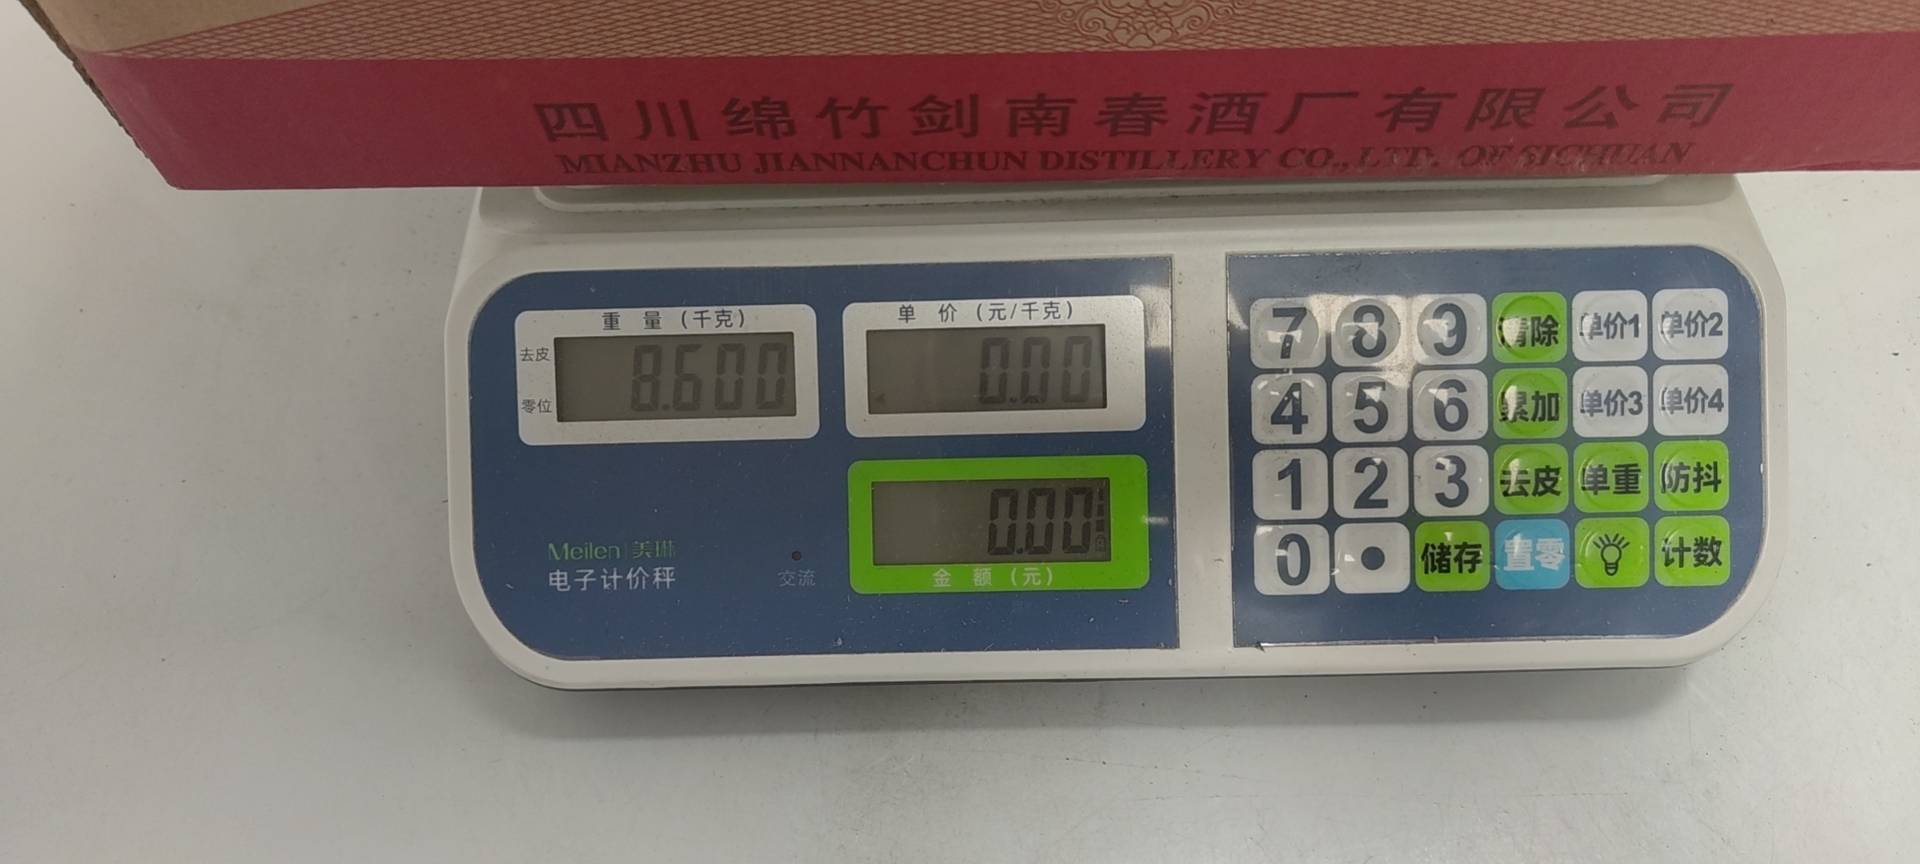 四川绵竹剑南春酒厂有限公司
MIANZHU JIANNANCHUN DISTILLERY CO., LTD. OF SICHUAN
重量(千克)
去皮
零位
8.600
单价(元/千克)
0.00
0.00
金额(元)
Meilen|美琳
电子计价秤
交流
7 8 9 清除 单价1 单价2
4 5 6 累加 单价3 单价4
1 2 3 去皮 单重 防抖
0 • 储存 置零 计数